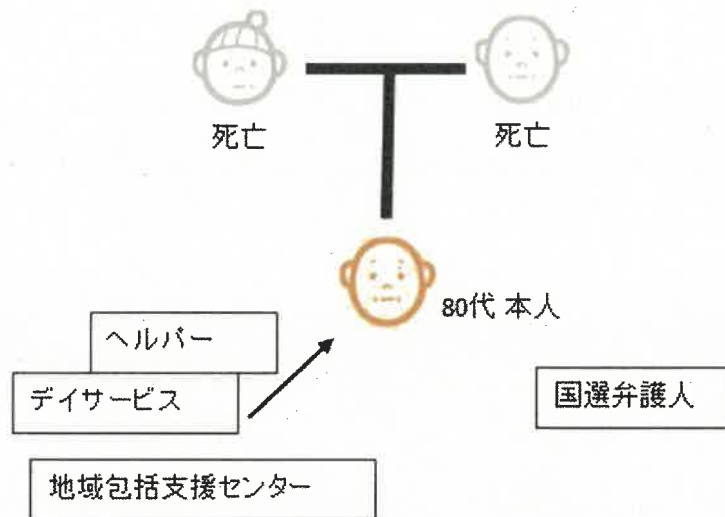 死亡
死亡
80代 本人
ヘルパー
デイサービス
国選弁護人
地域包括支援センター